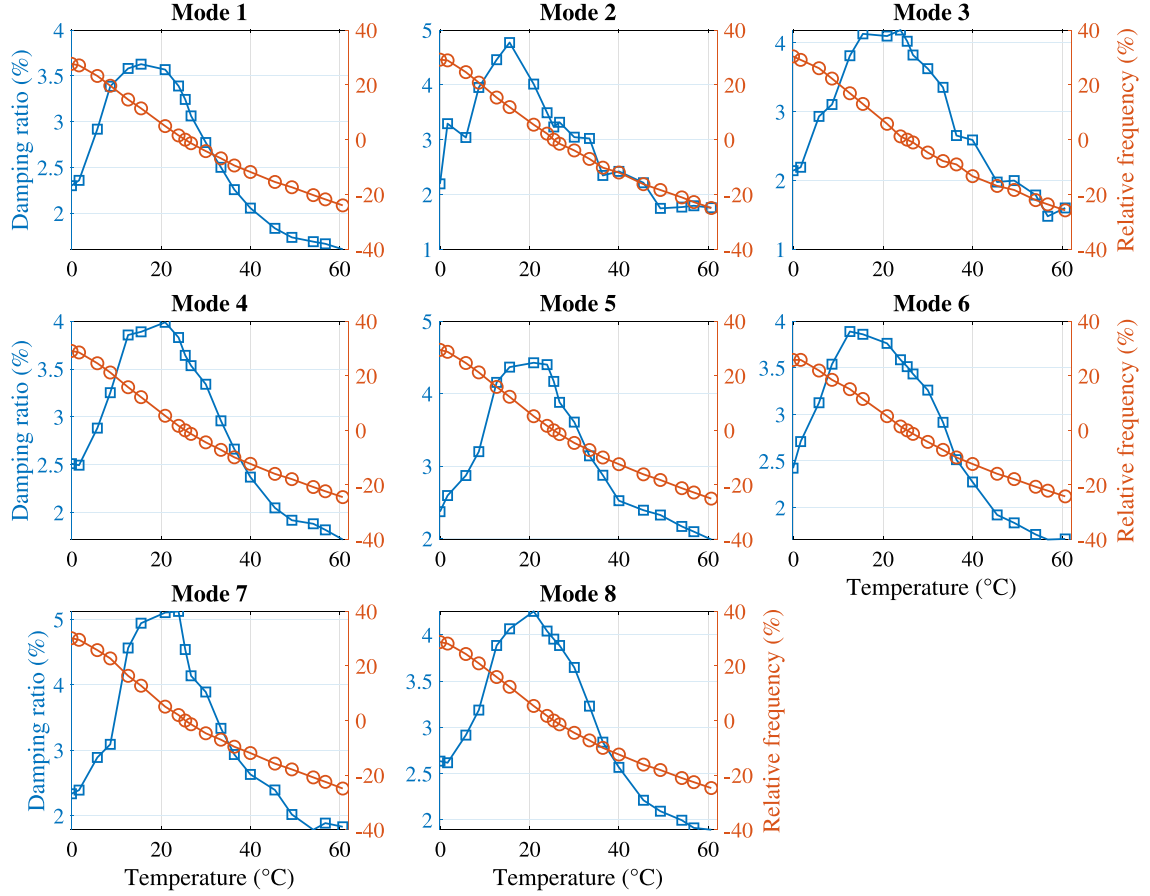 Mode 1 Mode 2 Mode 3
4 40 5 40 4 40
3.5 20 4 20 20
3 0 3 0 3 0
2.5 -20 2 -20 2 -20
2 -40 1 -40 1 -40
Damping ratio (%) Relative frequency (%)
0 20 40 60 0 20 40 60 0 20 40 60
Mode 4 Mode 5 Mode 6
4 40 5 40 4 40
3.5 20 4 20 3.5 20
3 0 0 3 0
2.5 -20 3 -20 2.5 -20
2 -40 2 -40 2 -40
Damping ratio (%) Relative frequency (%)
0 20 40 60 0 20 40 60 0 20 40 60
Temperature (°C)
Mode 7 Mode 8
5 40 4 40
4 20 3.5 20
3 0 3 0
2 -20 2.5 -20
-40 2 -40
Damping ratio (%) Relative frequency (%)
0 20 40 60 0 20 40 60
Temperature (°C) Temperature (°C)